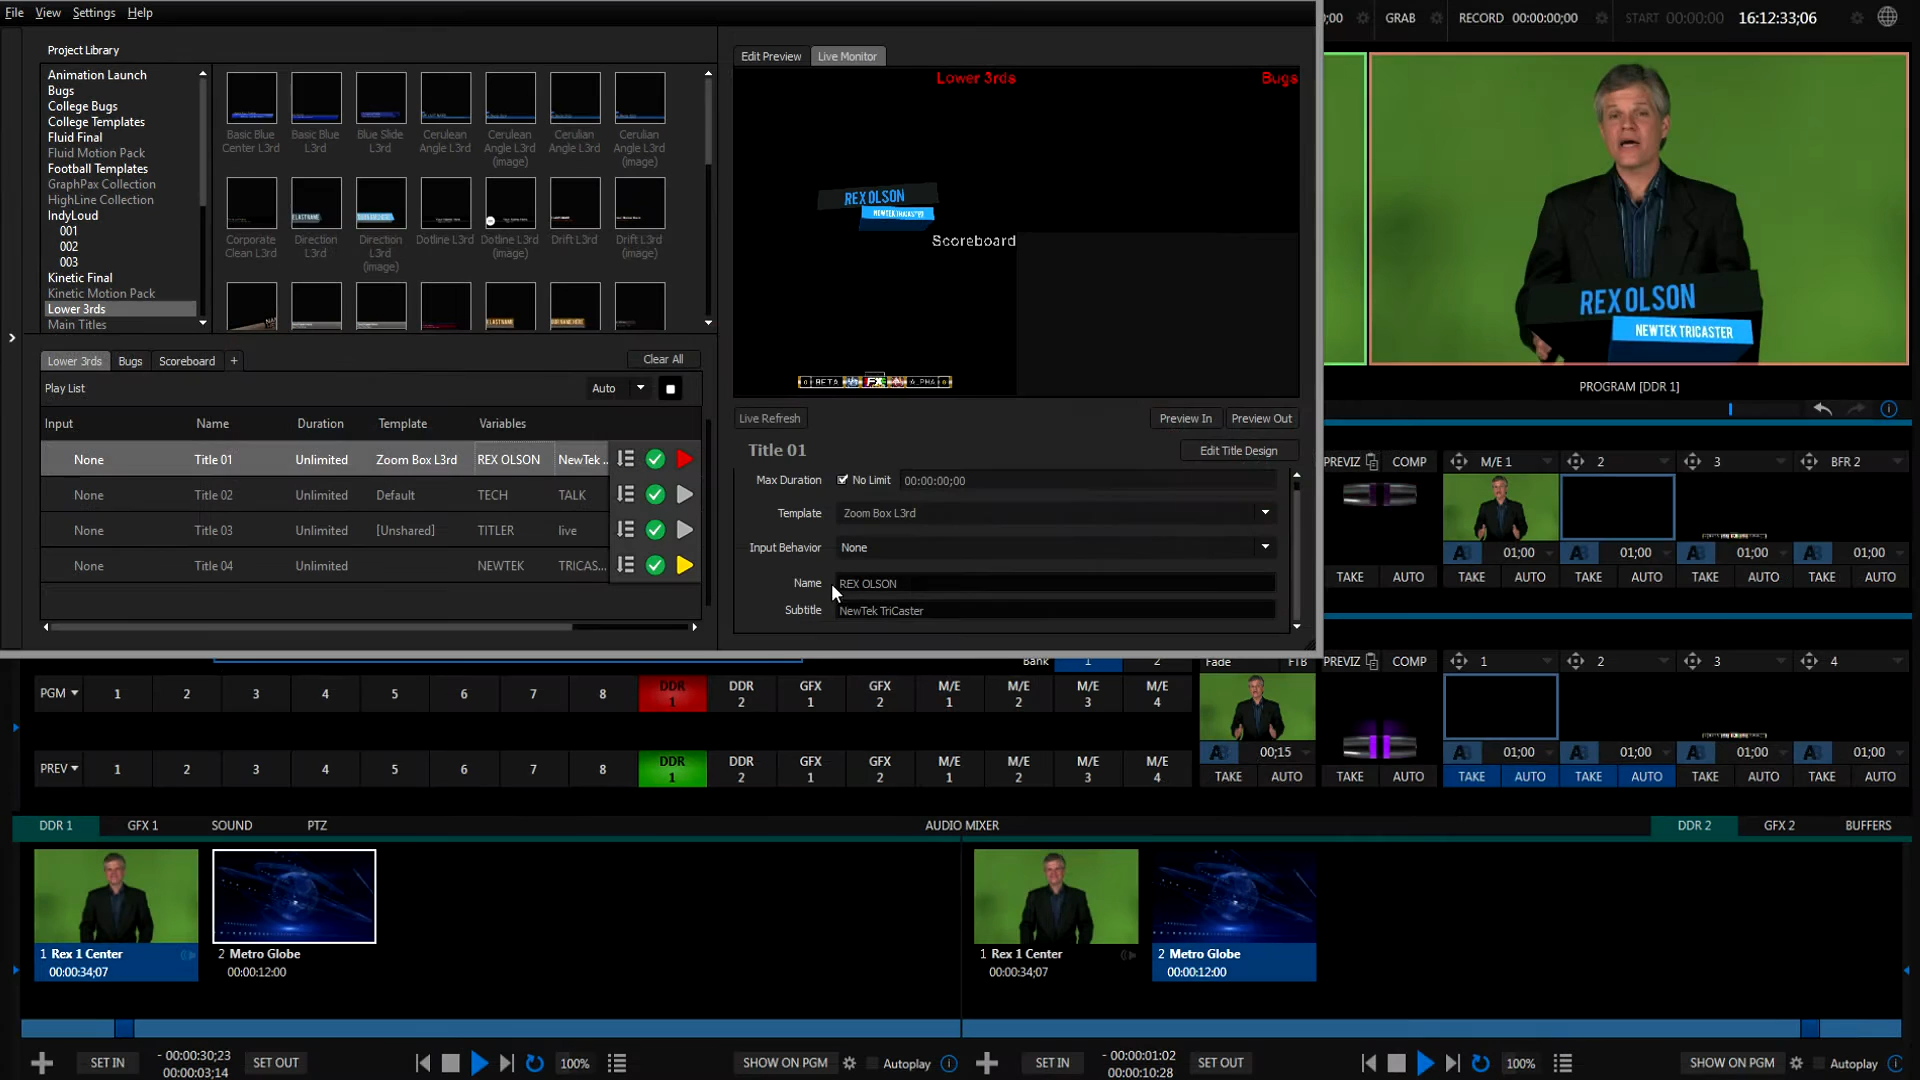 File View Settings Help
;00 GRAB RECORD 00:00:00;00 START 00:00:00 16:12:33;06
Project Library
Animation Launch
Bugs
College Bugs
College Templates
Fluid Final
Fluid Motion Pack
Football Templates
GraphPax Collection
HighLine Collection
IndyLoud
001
002
003
Kinetic Final
Kinetic Motion Pack
Lower 3rds
Main Titles
Basic Blue Center L3rd
Basic Blue L3rd
Blue Slide L3rd
Cerulean Angle L3rd
Cerulean Angle L3rd (image)
Cerulian Angle L3rd
Cerulian Angle L3rd (image)
Corporate Clean L3rd
Direction L3rd
Direction L3rd (image)
Dotline L3rd
Dotline L3rd (image)
Drift L3rd
Drift L3rd (image)
Edit Preview Live Monitor
Lower 3rds Bugs
REX OLSON
NEWTEK TRICASTER
Scoreboard
BETA FX ALPHA
Live Refresh Preview In Preview Out
Lower 3rds Bugs Scoreboard + Clear All
Play List Auto
Input Name Duration Template Variables
None Title 01 Unlimited Zoom Box L3rd REX OLSON NewTek ..
None Title 02 Unlimited Default TECH TALK
None Title 03 Unlimited [Unshared] TITLER live
None Title 04 Unlimited NEWTEK TRICAS...
Title 01 Edit Title Design
Max Duration No Limit 00:00:00;00
Template Zoom Box L3rd
Input Behavior None
Name REX OLSON
Subtitle NewTek TriCaster
REX OLSON
NEWTEK TRICASTER
PROGRAM [DDR 1]
PREVIZ COMP M/E 1 2 3 BFR 2
01;00 01;00 01;00 01;00
TAKE AUTO TAKE AUTO TAKE AUTO TAKE AUTO TAKE AUTO
Bank 1 2 Fade FTB PREVIZ COMP 1 2 3 4
PGM 1 2 3 4 5 6 7 8 DDR 1 DDR 2 GFX 1 GFX 2 M/E 1 M/E 2 M/E 3 M/E 4
PREV 1 2 3 4 5 6 7 8 DDR 1 DDR 2 GFX 1 GFX 2 M/E 1 M/E 2 M/E 3 M/E 4
00;15 01;00 01;00 01;00 01;00
TAKE AUTO TAKE AUTO TAKE AUTO TAKE AUTO TAKE AUTO TAKE AUTO
DDR 1 GFX 1 SOUND PTZ AUDIO MIXER DDR 2 GFX 2 BUFFERS
1 Rex 1 Center
00:00:34;07
2 Metro Globe
00:00:12:00
1 Rex 1 Center
00:00:34;07
2 Metro Globe
00:00:12:00
SET IN - 00:00:30;23 SET OUT 100% SHOW ON PGM Autoplay
00:00:03;14
SET IN - 00:00:01:02 SET OUT 100% SHOW ON PGM Autoplay
00:00:10:28